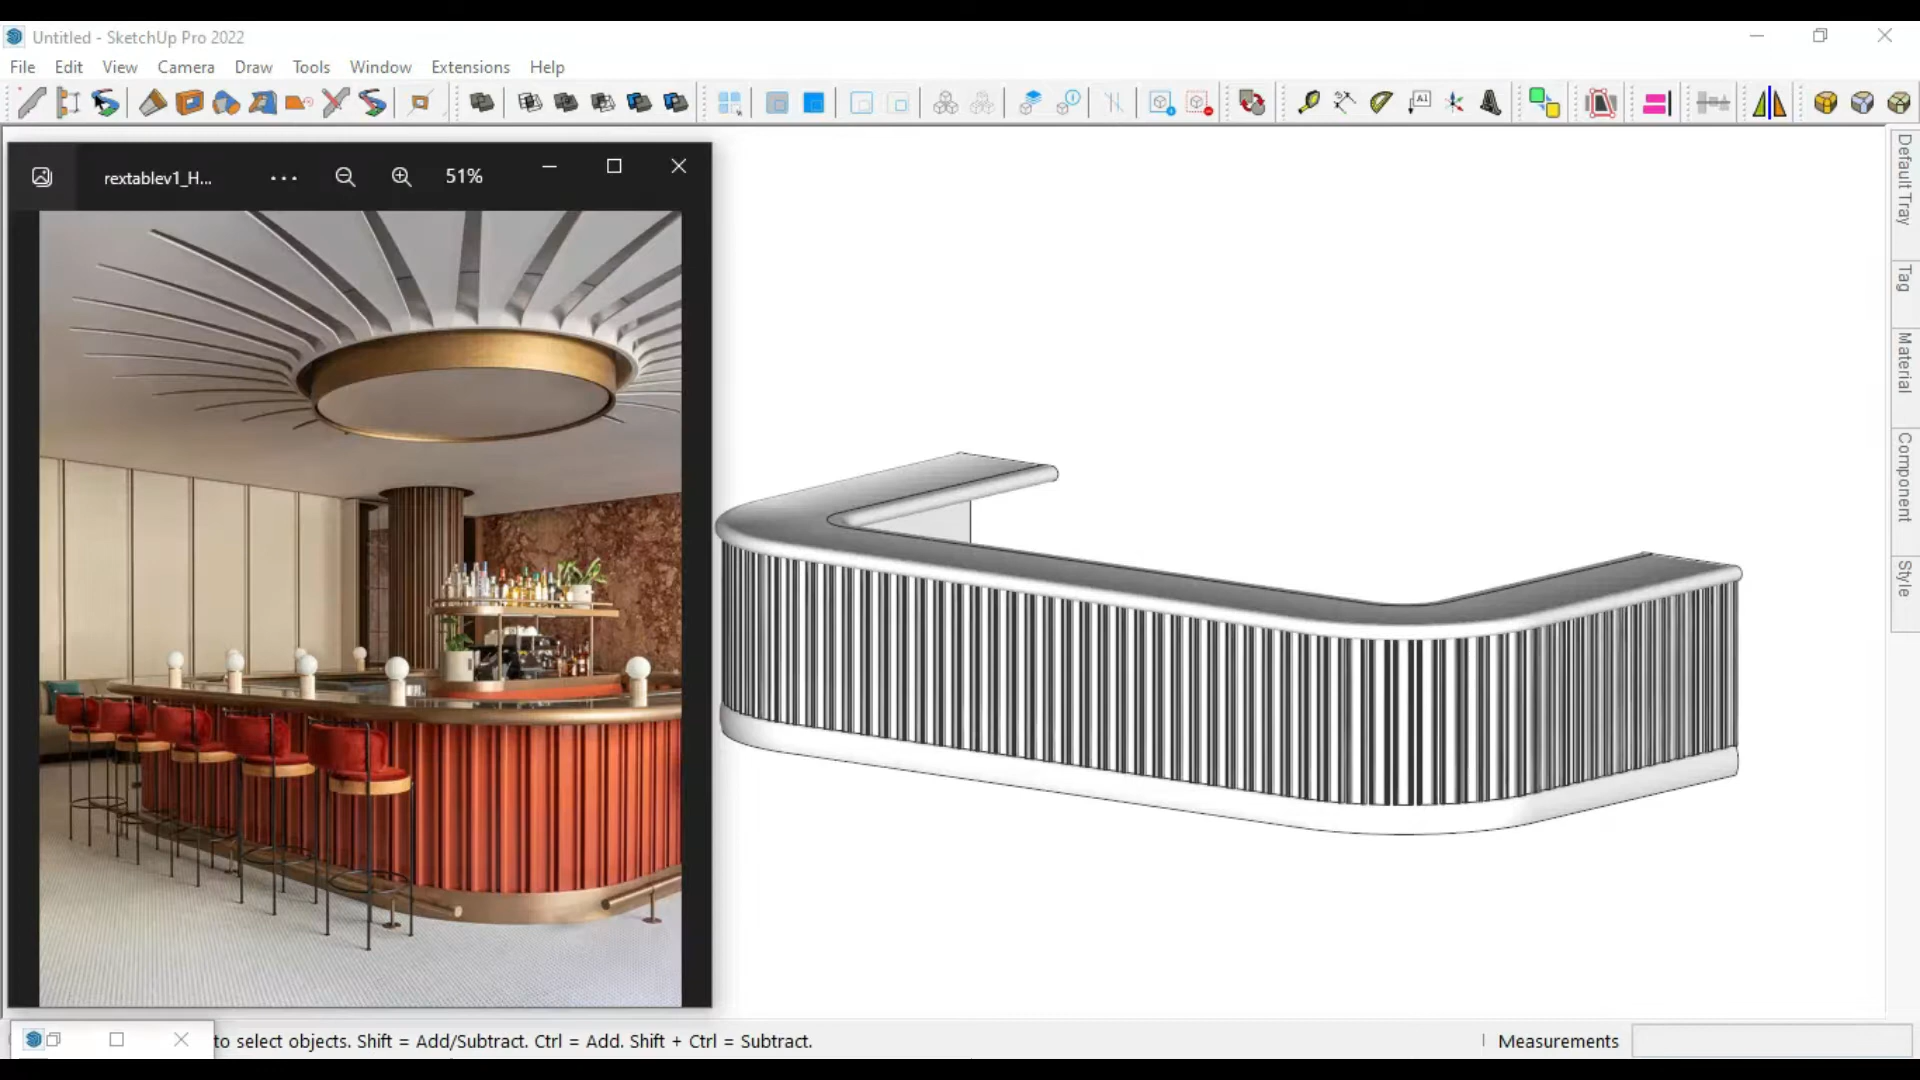 Untitled - SketchUp Pro 2022
File Edit View Camera Draw Tools Window Extensions Help
A1
rextablev1_H... ... 51%
Default Tray
Tag
Material
Component
Style
to select objects. Shift = Add/Subtract. Ctrl = Add. Shift + Ctrl = Subtract.
Measurements